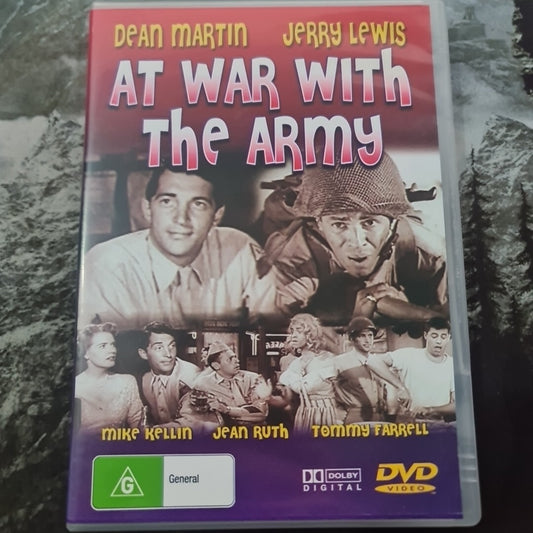 DEAN MARTIN JERRY LEWIS
AT WAR WITH
THE ARMY
MIKE KELLIN JEAN RUTH TOMMY FARRELL
G General
DOLBY
DIGITAL
DVD
VIDEO